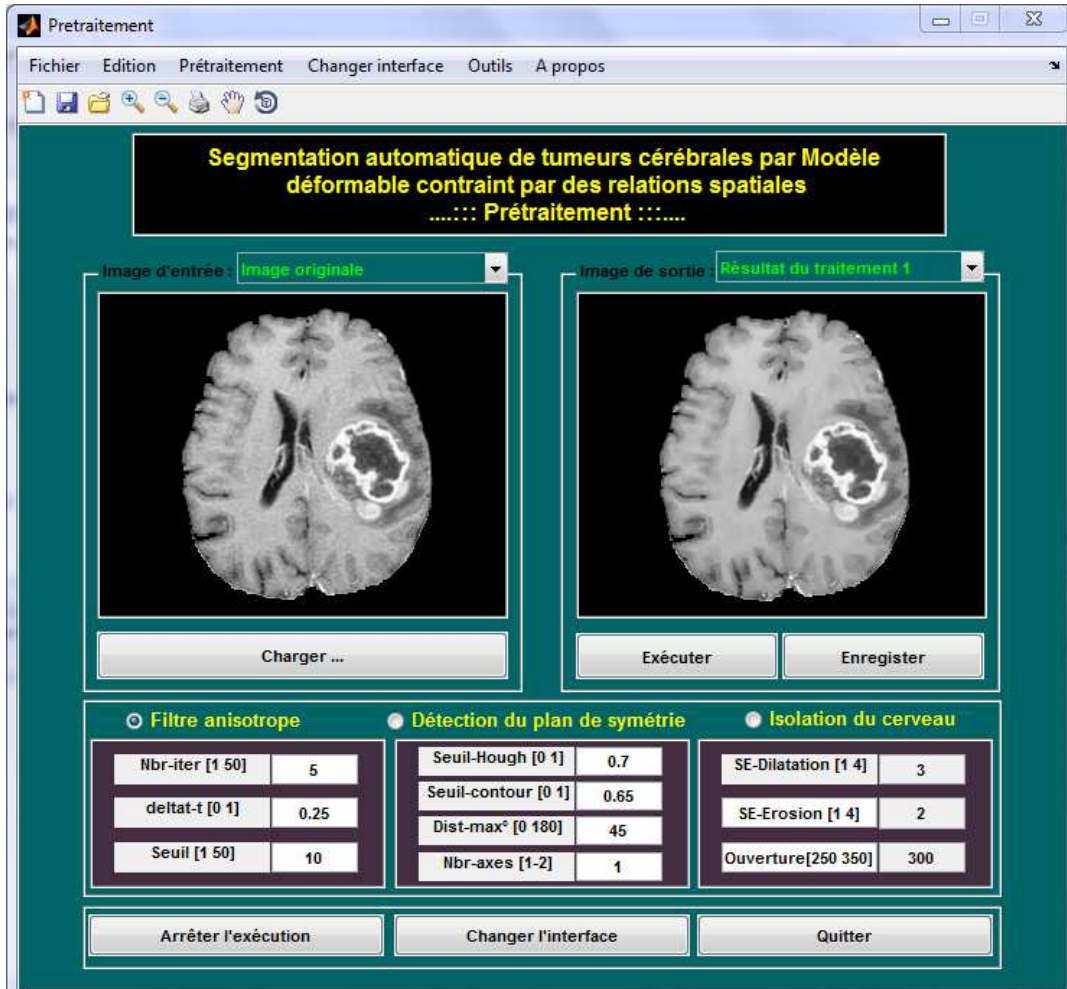 Pretraitement
Fichier Edition Prétraitement Changer interface Outils A propos
Segmentation automatique de tumeurs cérébrales par Modèle
déformable contraint par des relations spatiales
....::: Prétraitement :::....
Image d'entrée : Image originale
Image de sortie : Rèsultat du traitement 1
Charger ...
Exécuter
Enregister
Filtre anisotrope
Détection du plan de symétrie
Isolation du cerveau
Nbr-iter [1 50] 5
deltat-t [0 1] 0.25
Seuil [1 50] 10
Seuil-Hough [0 1] 0.7
Seuil-contour [0 1] 0.65
Dist-max° [0 180] 45
Nbr-axes [1-2] 1
SE-Dilatation [1 4] 3
SE-Erosion [1 4] 2
Ouverture[250 350] 300
Arrêter l'exécution
Changer l'interface
Quitter